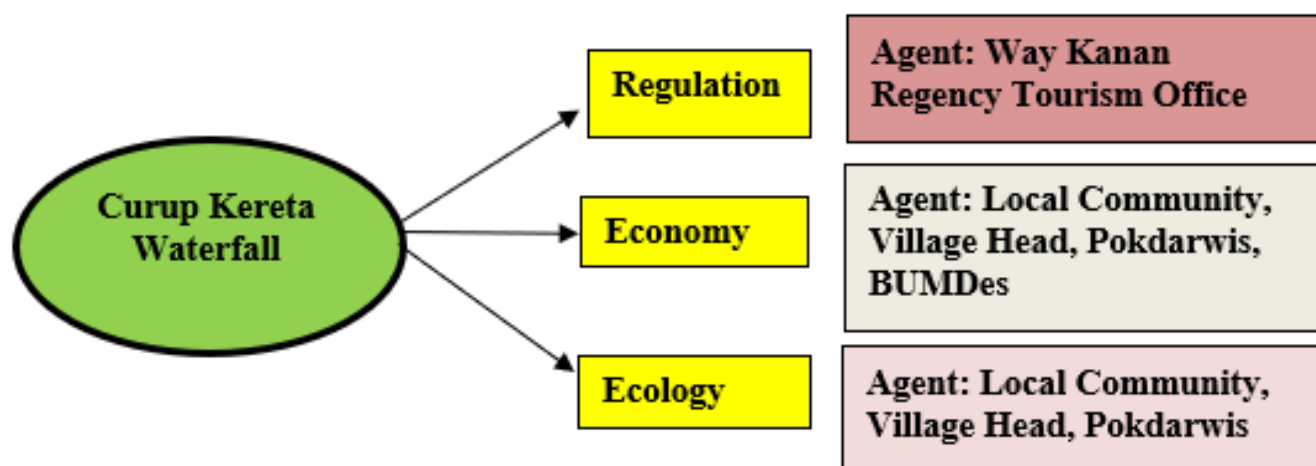 Curup Kereta
Waterfall
Regulation
Agent: Way Kanan
Regency Tourism Office
Economy
Agent: Local Community,
Village Head, Pokdarwis,
BUMDes
Ecology
Agent: Local Community,
Village Head, Pokdarwis